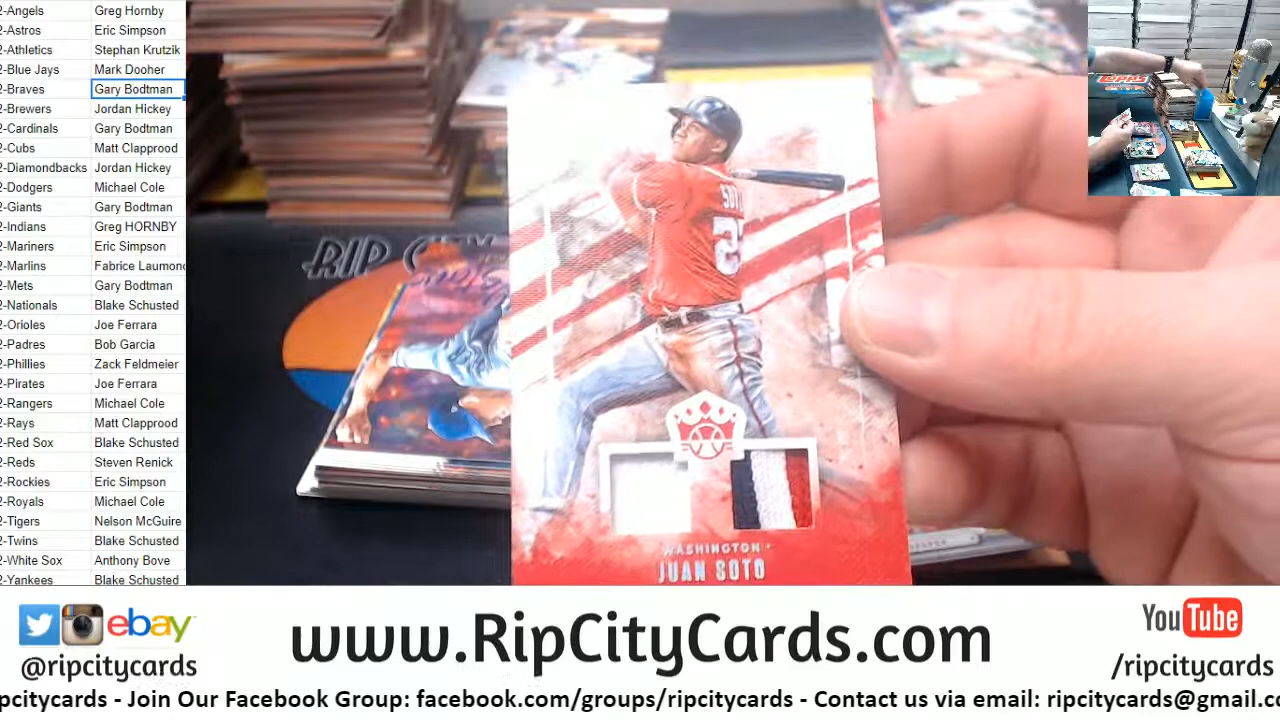 2-Angels Greg Hornby
2-Astros Eric Simpson
2-Athletics Stephan Krutzik
2-Blue Jays Mark Dooher
2-Braves Gary Bodtman
2-Brewers Jordan Hickey
2-Cardinals Gary Bodtman
2-Cubs Matt Clapprood
2-Diamondbacks Jordan Hickey
2-Dodgers Michael Cole
2-Giants Gary Bodtman
2-Indians Greg HORNBY
2-Mariners Eric Simpson
2-Marlins Fabrice Laumon
2-Mets Gary Bodtman
2-Nationals Blake Schusted
2-Orioles Joe Ferrara
2-Padres Bob Garcia
2-Phillies Zack Feldmeier
2-Pirates Joe Ferrara
2-Rangers Michael Cole
2-Rays Matt Clapprood
2-Red Sox Blake Schusted
2-Reds Steven Renick
2-Rockies Eric Simpson
2-Royals Michael Cole
2-Tigers Nelson McGuire
2-Twins Blake Schusted
2-White Sox Anthony Bove
2-Yankees Blake Schusted
RIP
SOTO
WASHINGTON
JUAN SOTO
TOPPS
ebay
@ripcitycards
www.RipCityCards.com
YouTube
/ripcitycards
pcitycards - Join Our Facebook Group: facebook.com/groups/ripcitycards - Contact us via email: ripcitycards@gmail.c